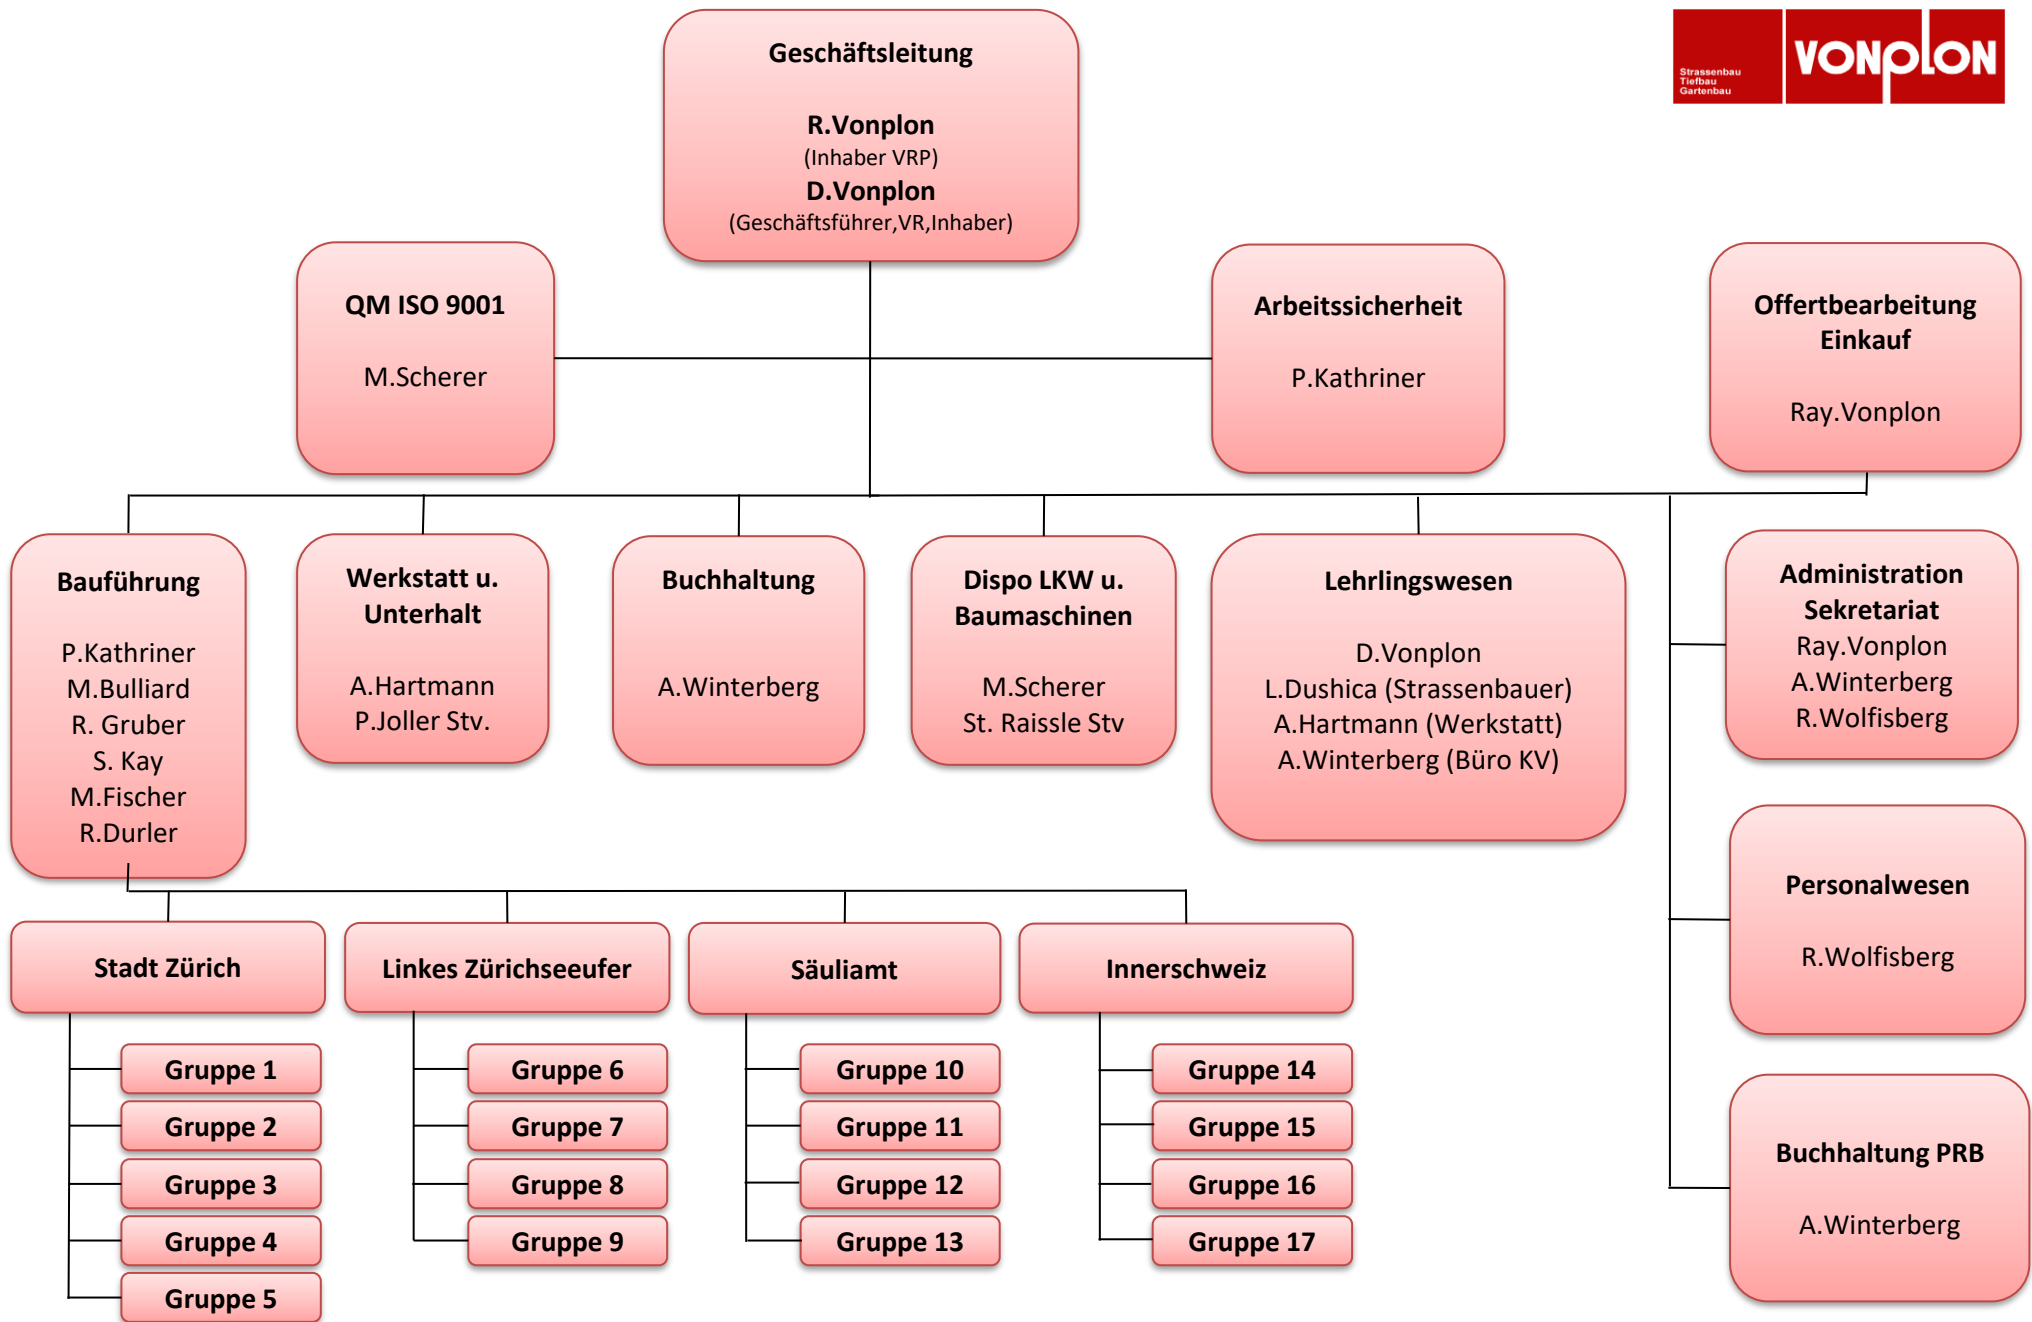 Geschäftsleitung
R.Vonplon
(Inhaber VRP)
D.Vonplon
(Geschäftsführer,VR,Inhaber)
Strassenbau
Tiefbau
Gartenbau
VONPLON
QM ISO 9001
M.Scherer
Arbeitssicherheit
P.Kathriner
Offertbearbeitung
Einkauf
Ray.Vonplon
Bauführung
P.Kathriner
M.Bulliard
R. Gruber
S. Kay
M.Fischer
R.Durler
Werkstatt u.
Unterhalt
A.Hartmann
P.Joller Stv.
Buchhaltung
A.Winterberg
Dispo LKW u.
Baumaschinen
M.Scherer
St. Raissle Stv
Lehrlingswesen
D.Vonplon
L.Dushica (Strassenbauer)
A.Hartmann (Werkstatt)
A.Winterberg (Büro KV)
Administration
Sekretariat
Ray.Vonplon
A.Winterberg
R.Wolfisberg
Personalwesen
R.Wolfisberg
Buchhaltung PRB
A.Winterberg
Stadt Zürich
Gruppe 1
Gruppe 2
Gruppe 3
Gruppe 4
Gruppe 5
Linkes Zürichseeufer
Gruppe 6
Gruppe 7
Gruppe 8
Gruppe 9
Säuliamt
Gruppe 10
Gruppe 11
Gruppe 12
Gruppe 13
Innerschweiz
Gruppe 14
Gruppe 15
Gruppe 16
Gruppe 17